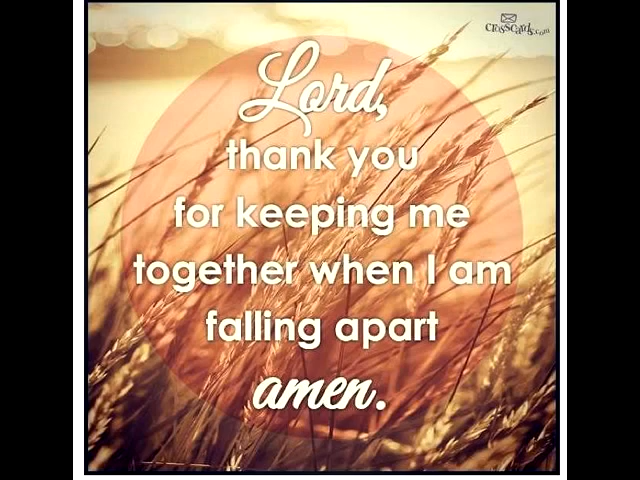 crosscards.com
Lord,
thank you
for keeping me
together when I am
falling apart
amen.